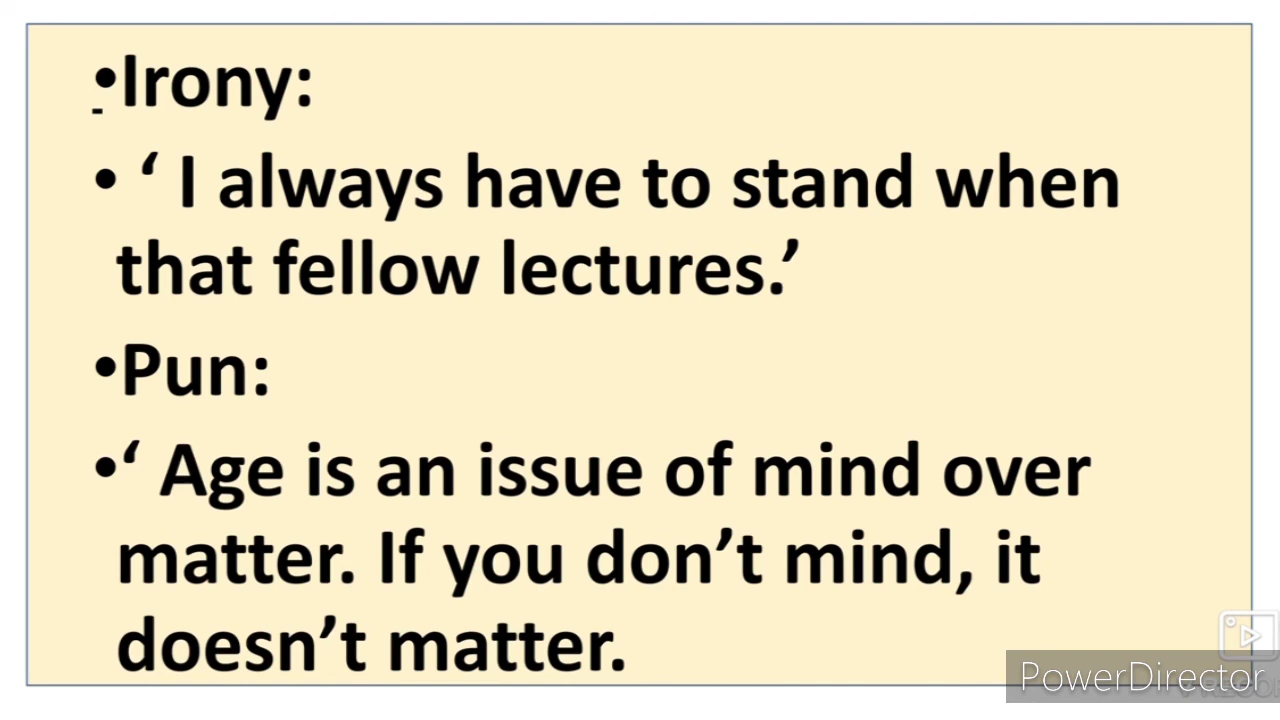 •Irony:
• ‘ I always have to stand when
that fellow lectures.’
•Pun:
•‘ Age is an issue of mind over
matter. If you don’t mind, it
doesn’t matter.
PowerDirector